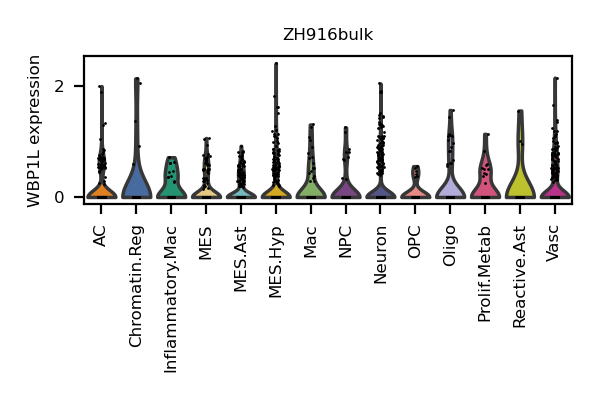 ZH916bulk
WBP1L expression
2
0
AC
Chromatin.Reg
Inflammatory.Mac
MES
MES.Ast
MES.Hyp
Mac
NPC
Neuron
OPC
Oligo
Prolif.Metab
Reactive.Ast
Vasc